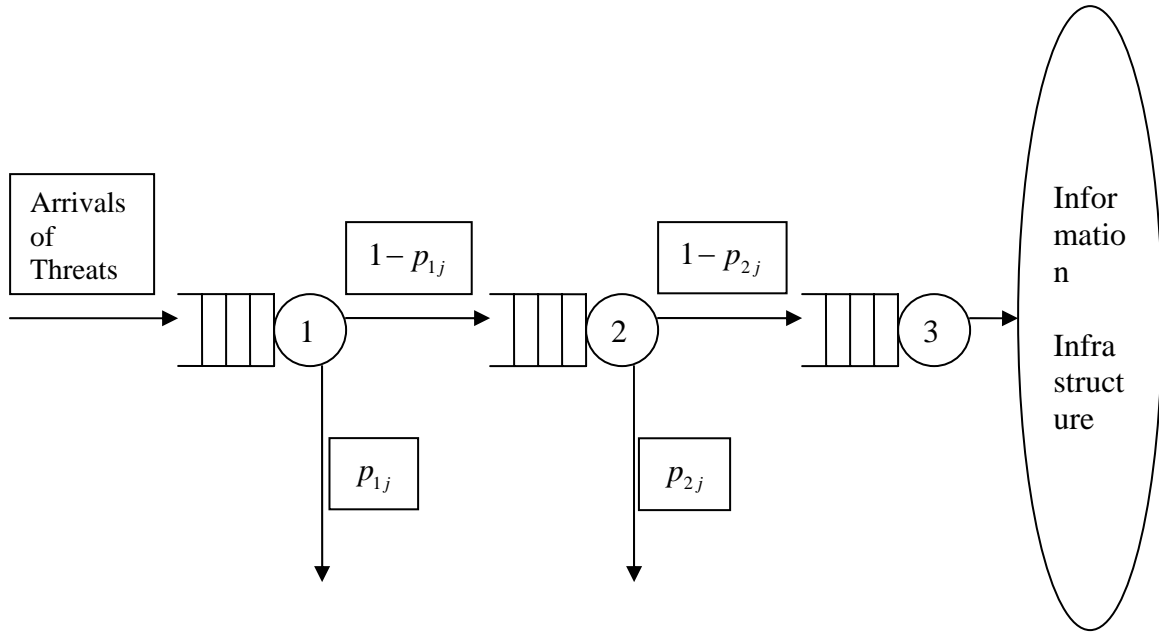 Arrivals
of
Threats
1
1 − p₁ⱼ
p₁ⱼ
2
1 − p₂ⱼ
p₂ⱼ
3
Infor
matio
n
Infra
struct
ure